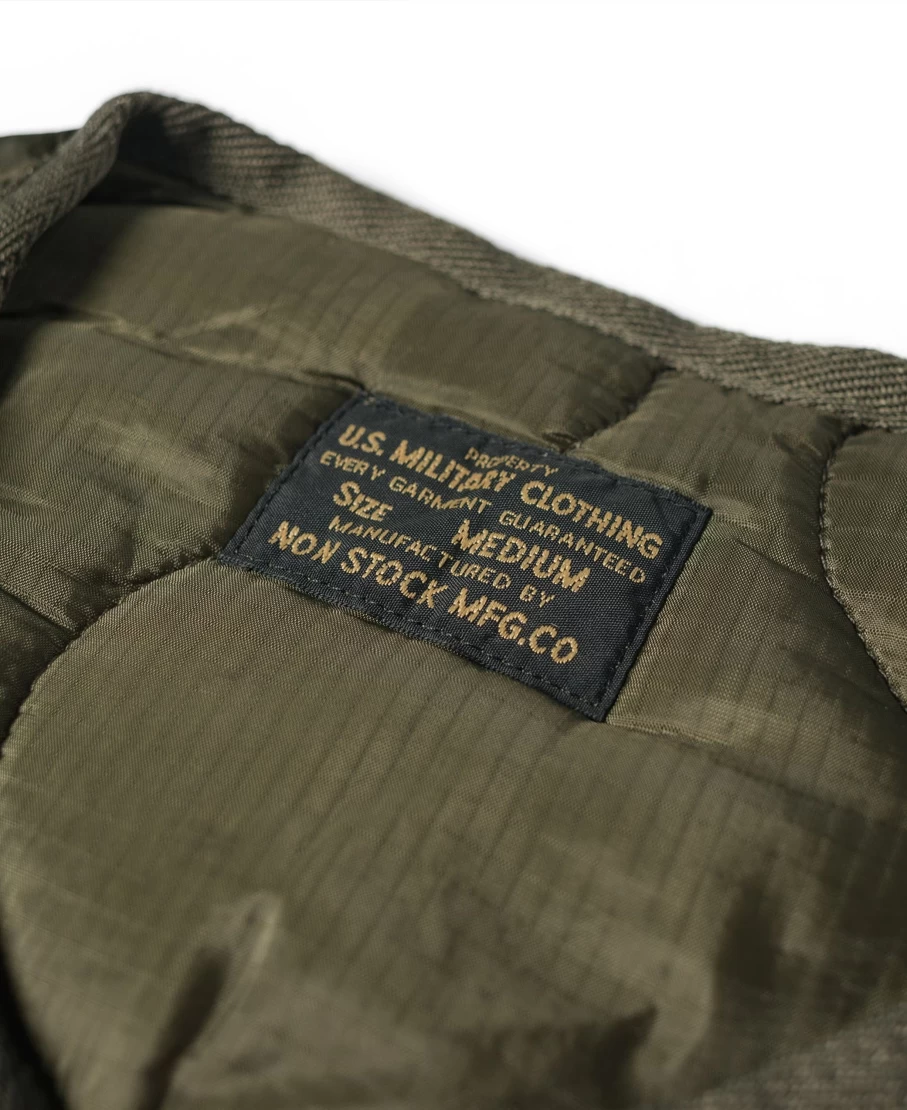 PROPERTY
U.S. MILITARY CLOTHING
EVERY GARMENT GUARANTEED
SIZE MEDIUM
MANUFACTURED BY
NON STOCK MFG.CO